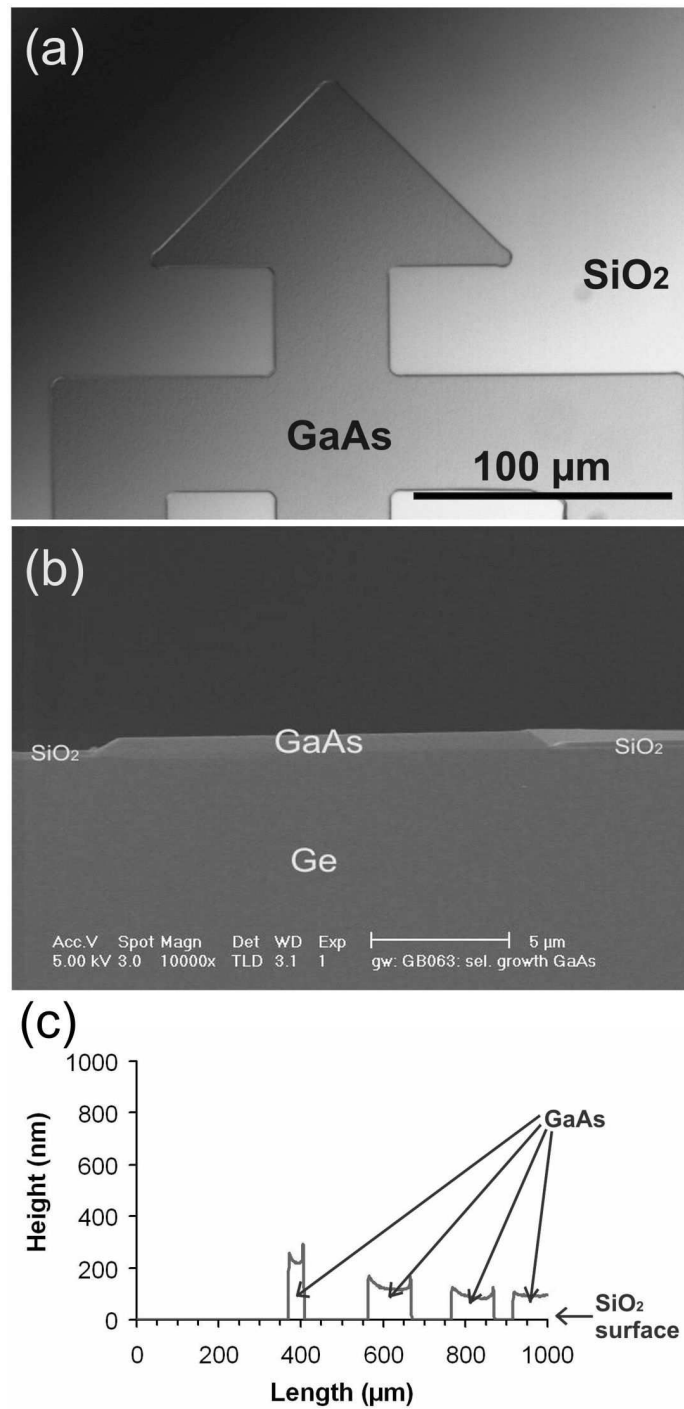 (a)
SiO₂
GaAs
100 µm
(b)
GaAs
SiO₂
SiO₂
Ge
Acc.V Spot Magn Det WD Exp 5 µm
5.00 kV 3.0 10000x TLD 3.1 1 gw: GB063: sel. growth GaAs
(c)
1000
800
600
400
200
0
Height (nm)
GaAs
SiO₂
surface
0 200 400 600 800 1000
Length (µm)